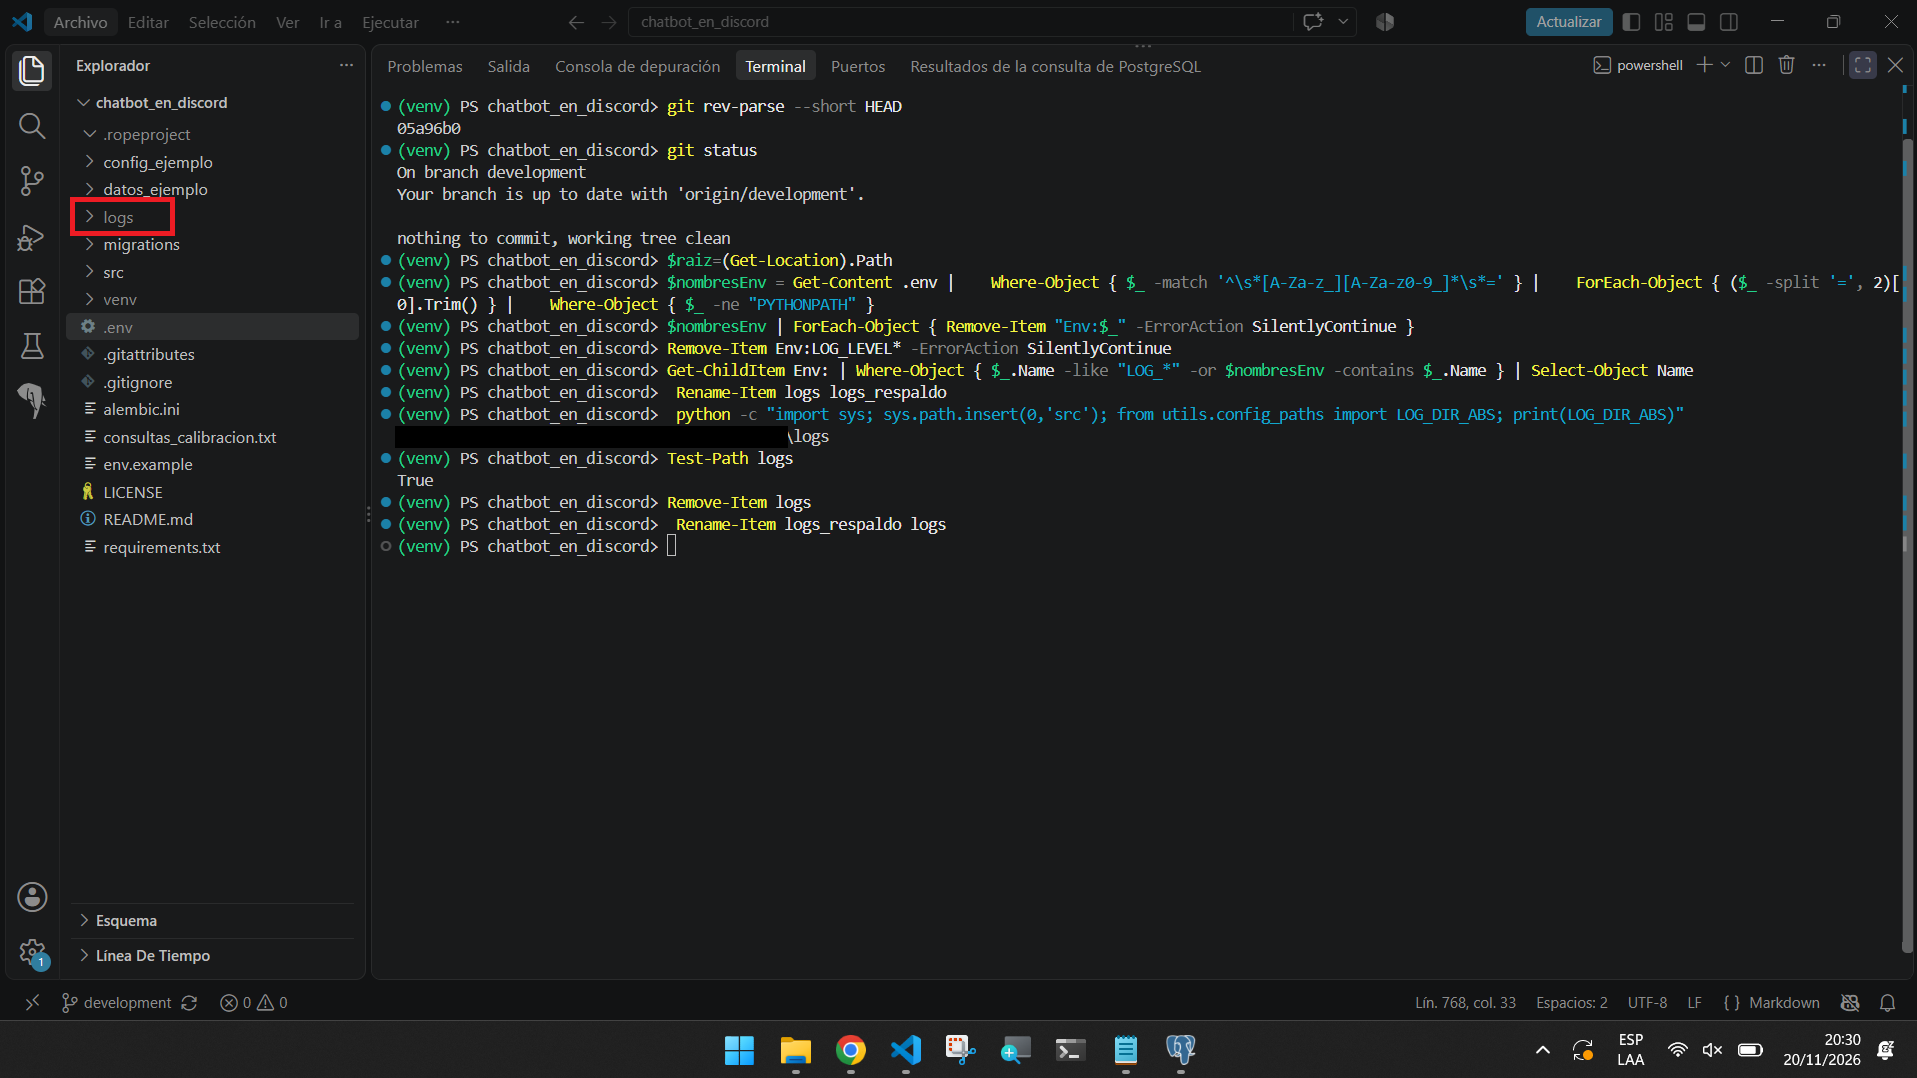 Archivo Editar Selección Ver Ir a Ejecutar ··· chatbot_en_discord Actualizar
Explorador ···
chatbot_en_discord
.ropeproject
config_ejemplo
datos_ejemplo
logs
migrations
src
venv
.env
.gitattributes
.gitignore
alembic.ini
consultas_calibracion.txt
env.example
LICENSE
README.md
requirements.txt
Esquema
Línea De Tiempo
1
Problemas Salida Consola de depuración Terminal Puertos Resultados de la consulta de PostgreSQL powershell ···
(venv) PS chatbot_en_discord> git rev-parse --short HEAD
05a96b0
(venv) PS chatbot_en_discord> git status
On branch development
Your branch is up to date with 'origin/development'.
nothing to commit, working tree clean
(venv) PS chatbot_en_discord> $raiz=(Get-Location).Path
(venv) PS chatbot_en_discord> $nombresEnv = Get-Content .env |    Where-Object { $_ -match '^\s*[A-Za-z_][A-Za-z0-9_]*\s*=' } |    ForEach-Object { ($_ -split '=', 2)[
0].Trim() } |    Where-Object { $_ -ne "PYTHONPATH" }
(venv) PS chatbot_en_discord> $nombresEnv | ForEach-Object { Remove-Item "Env:$_" -ErrorAction SilentlyContinue }
(venv) PS chatbot_en_discord> Remove-Item Env:LOG_LEVEL* -ErrorAction SilentlyContinue
(venv) PS chatbot_en_discord> Get-ChildItem Env: | Where-Object { $_.Name -like "LOG_*" -or $nombresEnv -contains $_.Name } | Select-Object Name
(venv) PS chatbot_en_discord>  Rename-Item logs logs_respaldo
(venv) PS chatbot_en_discord>  python -c "import sys; sys.path.insert(0,'src'); from utils.config_paths import LOG_DIR_ABS; print(LOG_DIR_ABS)"
\logs
(venv) PS chatbot_en_discord> Test-Path logs
True
(venv) PS chatbot_en_discord> Remove-Item logs
(venv) PS chatbot_en_discord>  Rename-Item logs_respaldo logs
(venv) PS chatbot_en_discord>
development 0 0 Lín. 768, col. 33 Espacios: 2 UTF-8 LF { } Markdown
ESP
LAA
20:30
20/11/2026